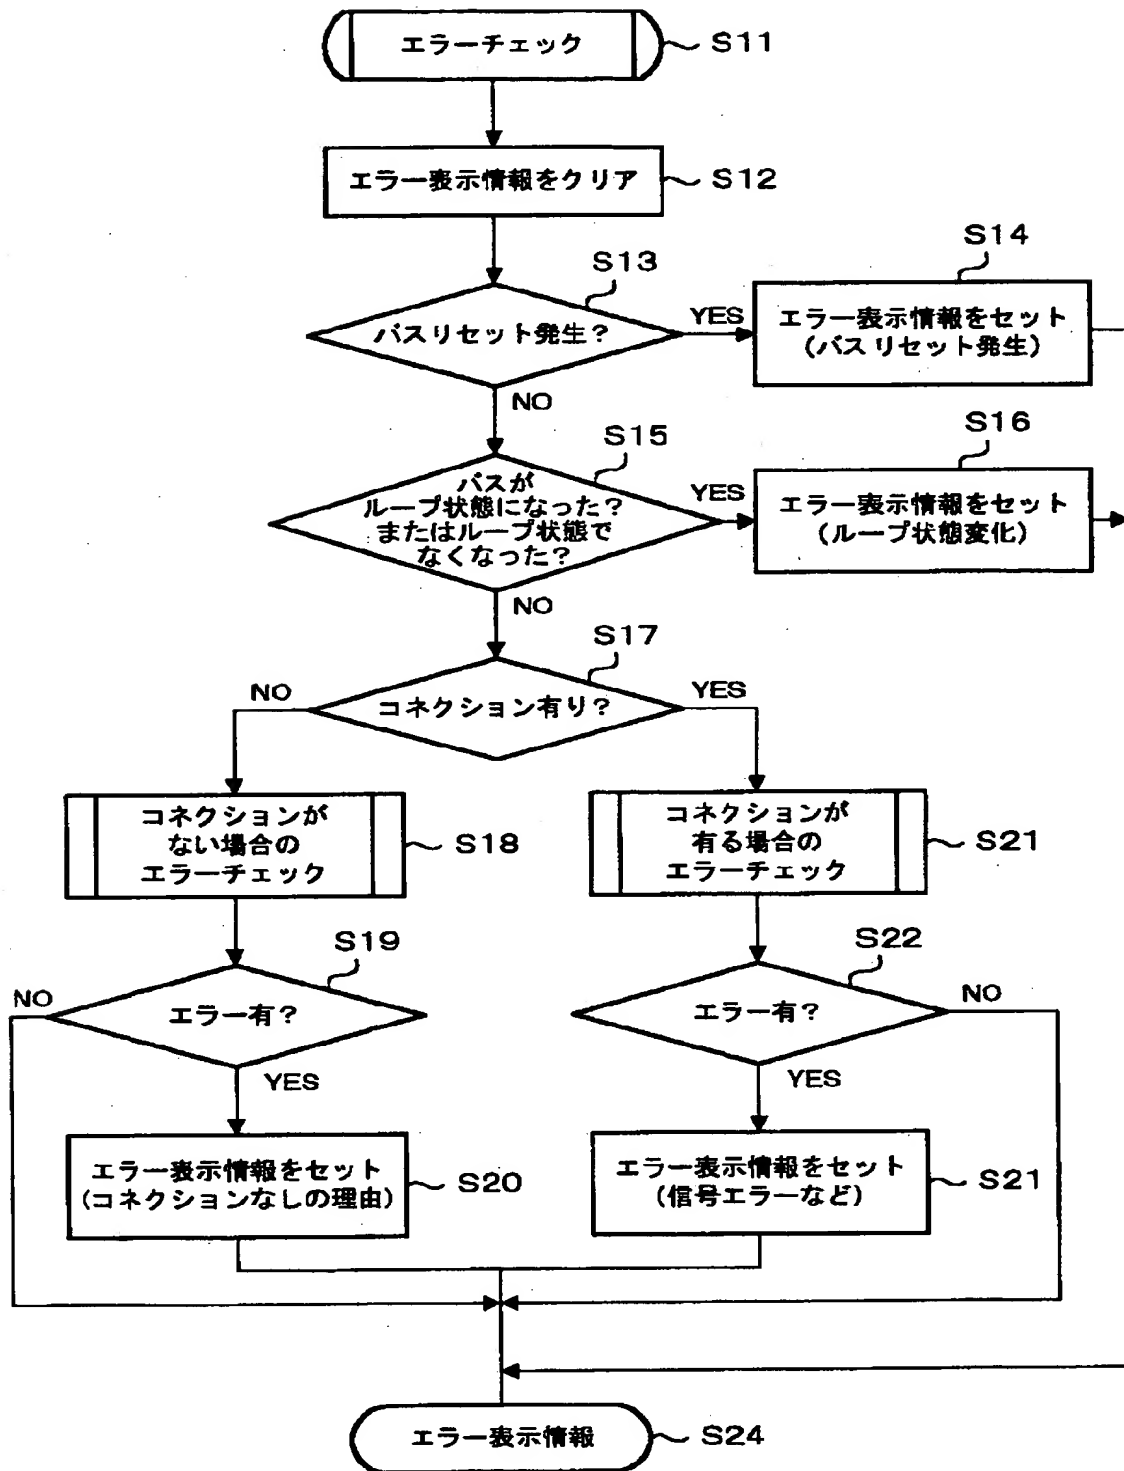 エラーチェック
S11
エラー表示情報をクリア
S12
S13
バスリセット発生?
YES
NO
S14
エラー表示情報をセット
(バスリセット発生)
S15
バスが
ループ状態になった?
またはループ状態で
なくなった?
YES
NO
S16
エラー表示情報をセット
(ループ状態変化)
S17
コネクション有り?
NO
YES
コネクションが
ない場合の
エラーチェック
S18
コネクションが
有る場合の
エラーチェック
S21
S19
エラー有?
NO
YES
S22
エラー有?
NO
YES
エラー表示情報をセット
(コネクションなしの理由)
S20
エラー表示情報をセット
(信号エラーなど)
S21
エラー表示情報
S24